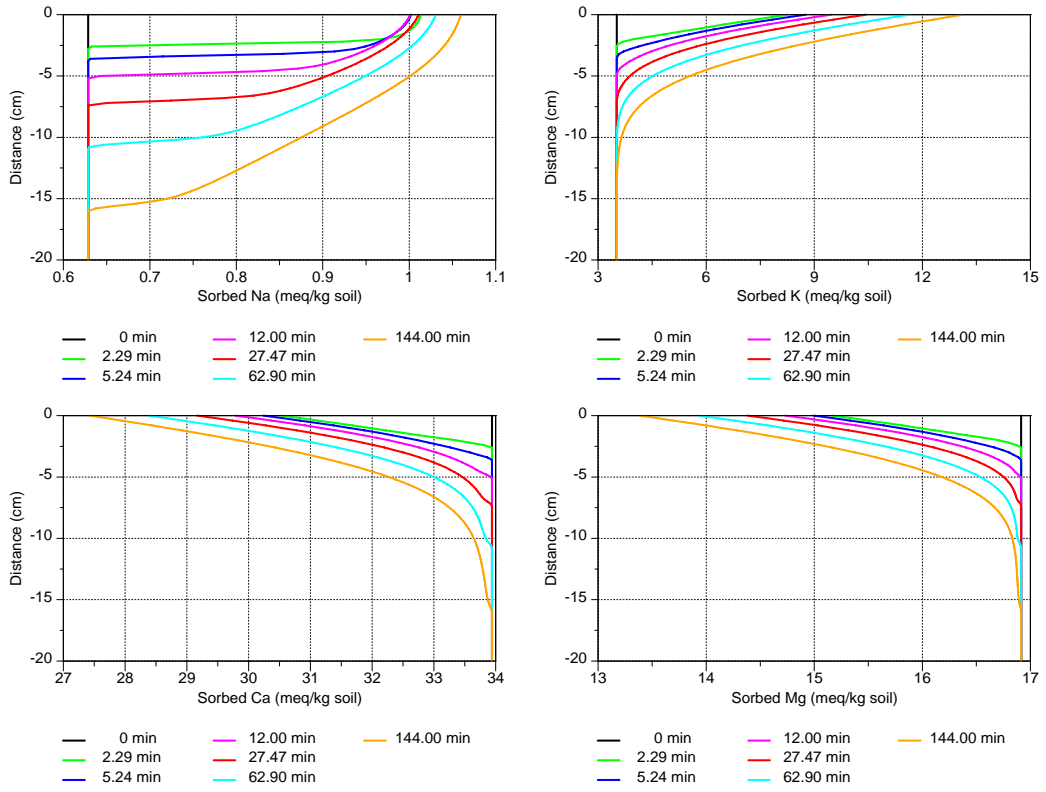 0
-5
-10
-15
-20
Distance (cm)
0.6 0.7 0.8 0.9 1 1.1
Sorbed Na (meq/kg soil)
0 min 12.00 min 144.00 min
2.29 min 27.47 min
5.24 min 62.90 min
0
-5
-10
-15
-20
Distance (cm)
3 6 9 12 15
Sorbed K (meq/kg soil)
0 min 12.00 min 144.00 min
2.29 min 27.47 min
5.24 min 62.90 min
0
-5
-10
-15
-20
Distance (cm)
27 28 29 30 31 32 33 34
Sorbed Ca (meq/kg soil)
0 min 12.00 min 144.00 min
2.29 min 27.47 min
5.24 min 62.90 min
0
-5
-10
-15
-20
Distance (cm)
13 14 15 16 17
Sorbed Mg (meq/kg soil)
0 min 12.00 min 144.00 min
2.29 min 27.47 min
5.24 min 62.90 min